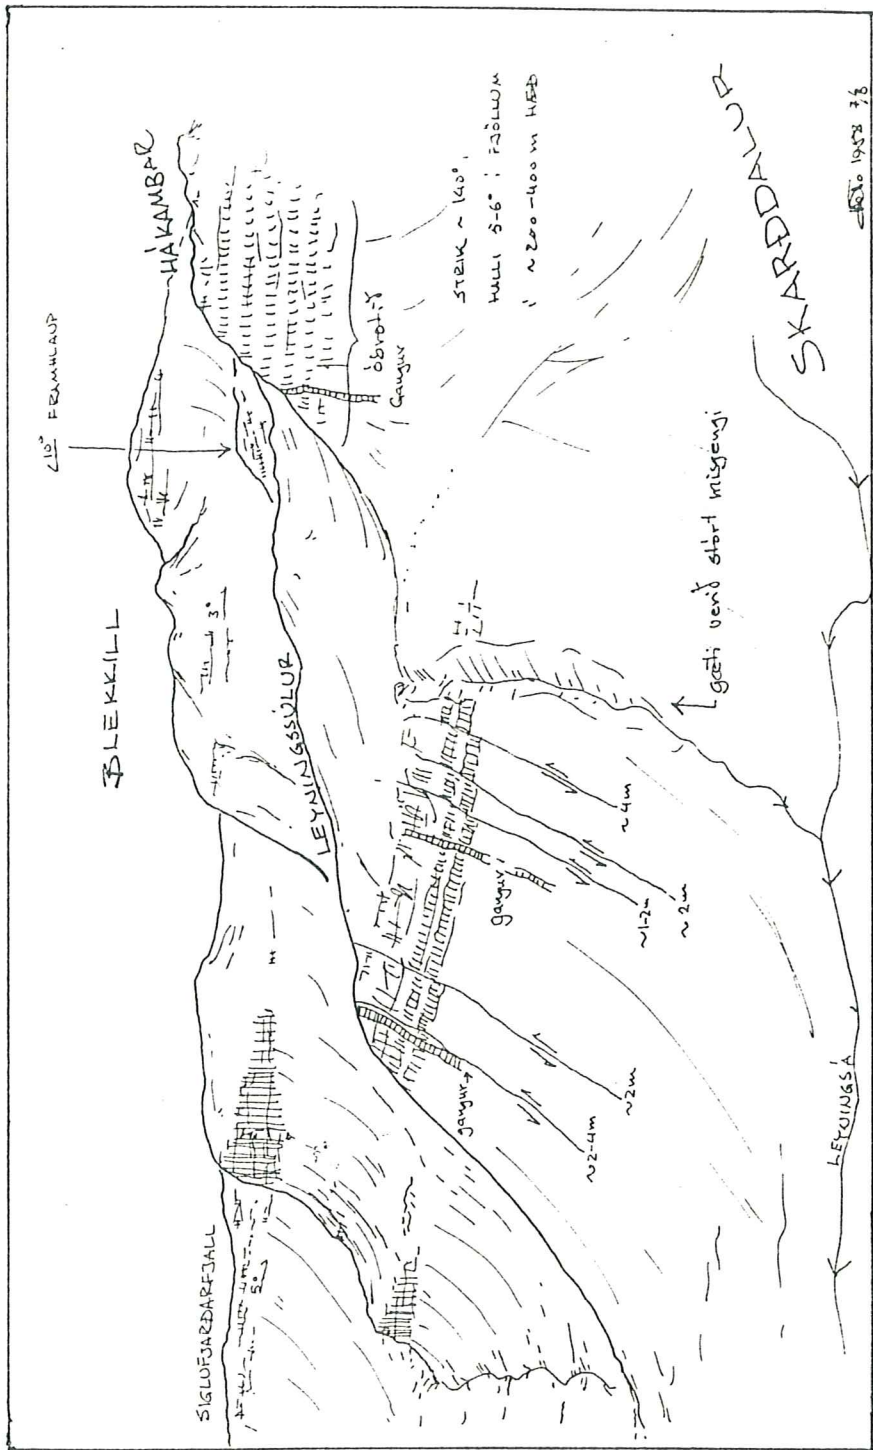 BLEKKILL
<10° FRAMHLAUP
HÁKAMBAR
SIGLUFJARÐARFJALL
5°
3°
LEYNINGSSÚLUR
óbrotið
Gangur
STRIK ~ 140°,
HALLI 5-6° í FJÖLLUM
" ~200-400 m HÆÐ
gangur
~2-4m
~2m
gangur
~1-2m
~2m
~4m
gæti verið stórt misgengi
SKARÐDALUR
LEYNINGSÁ